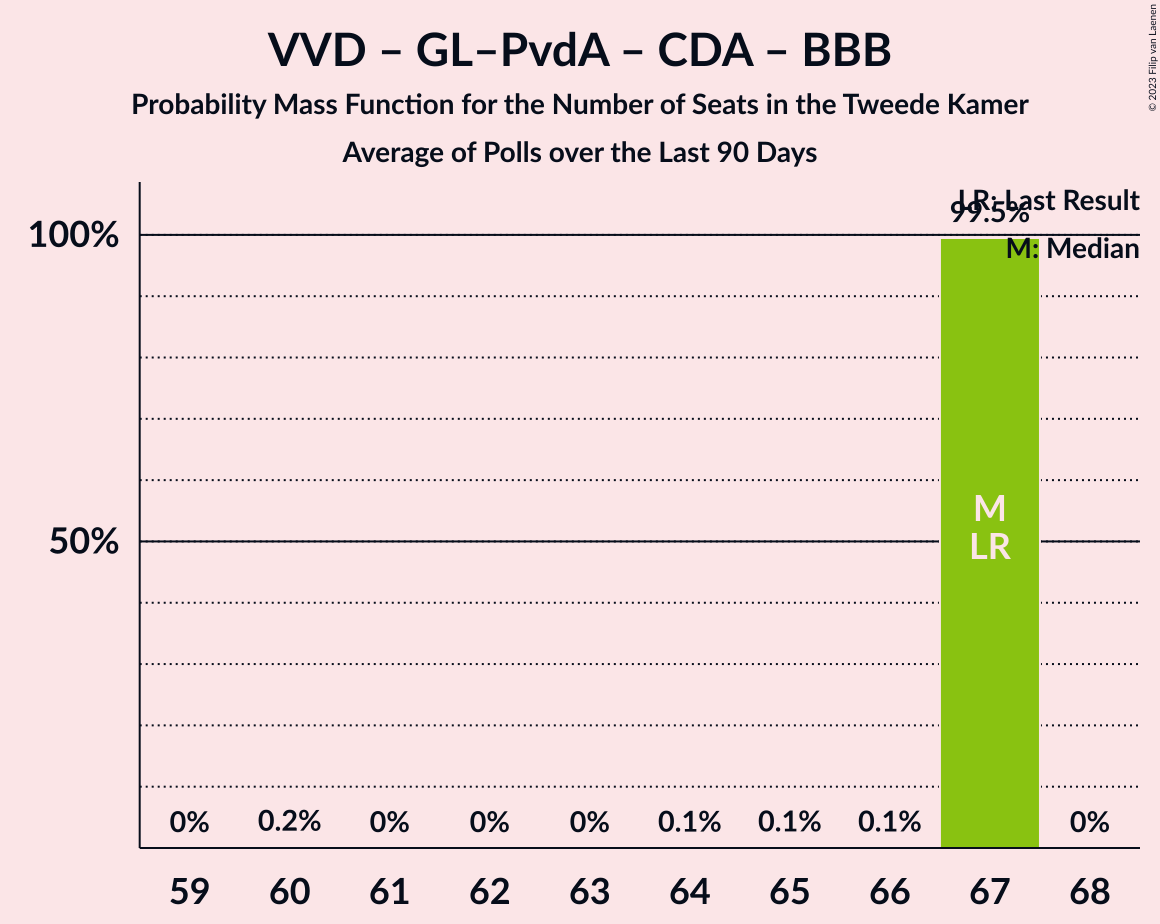 VVD – GL–PvdA – CDA – BBB
Probability Mass Function for the Number of Seats in the Tweede Kamer
Average of Polls over the Last 90 Days
© 2023 Filip van Laenen
LR: Last Result
99.5%
M: Median
100%
50%
M
LR
0% 0.2% 0% 0% 0% 0.1% 0.1% 0.1% 0%
59 60 61 62 63 64 65 66 67 68